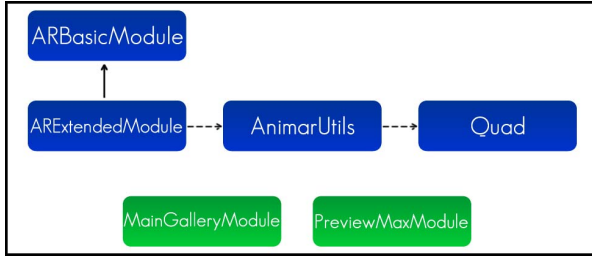 ARBasicModule
ARExtendedModule
AnimarUtils
Quad
MainGalleryModule
PreviewMaxModule